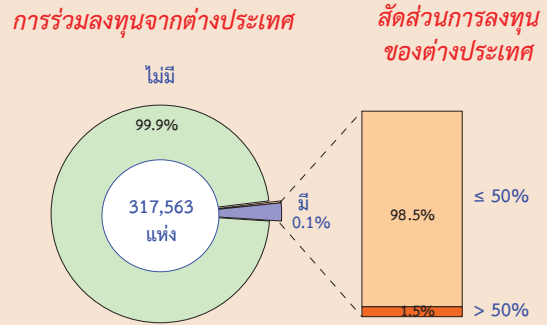 การร่วมลงทุนจากต่างประเทศ
สัดส่วนการลงทุน
ของต่างประเทศ
ไม่มี
99.9%
317,563
แห่ง
มี
0.1%
98.5%
≤ 50%
1.5%
> 50%